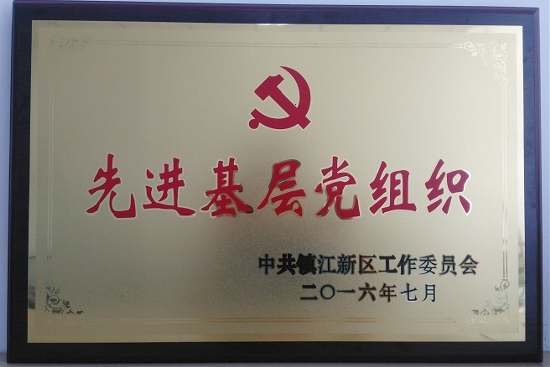 先进基层党组织
中共镇江新区工作委员会
二〇一六年七月